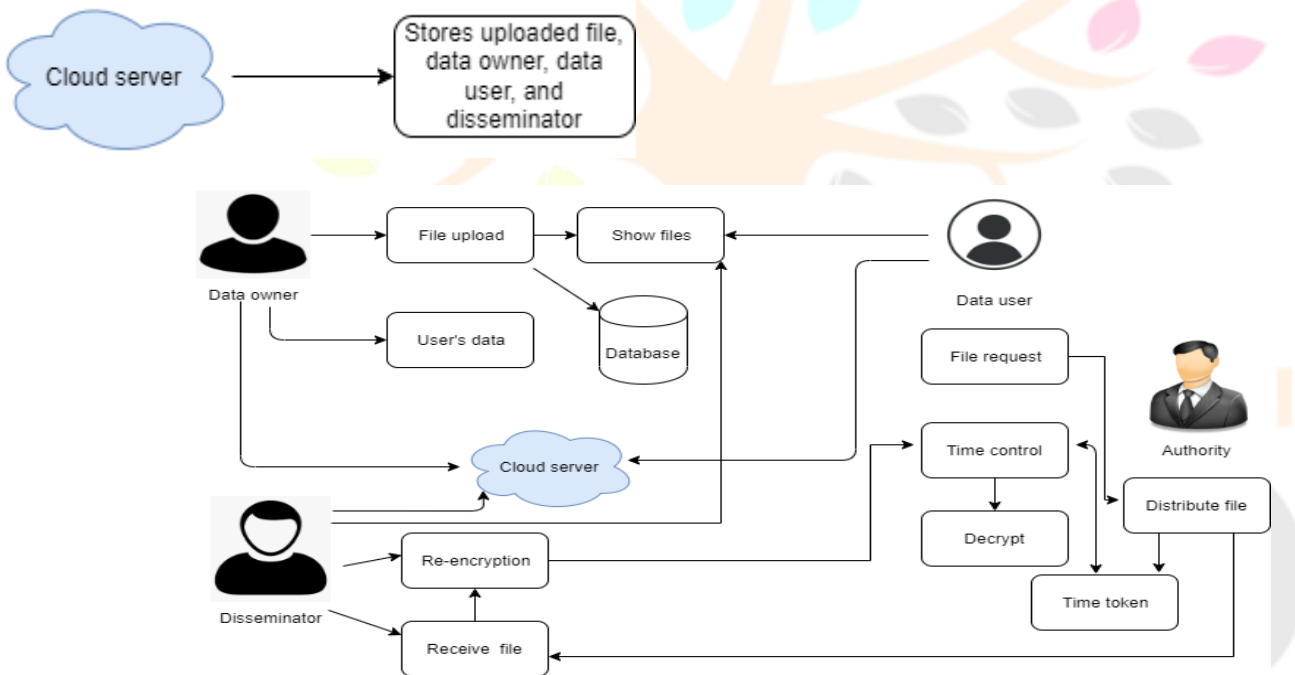 Cloud server
Stores uploaded file,
data owner, data
user, and
disseminator
File upload
Show files
Data owner
Data user
User's data
Database
File request
Time control
Authority
Cloud server
Distribute file
Decrypt
Re-encryption
Time token
Disseminator
Receive file